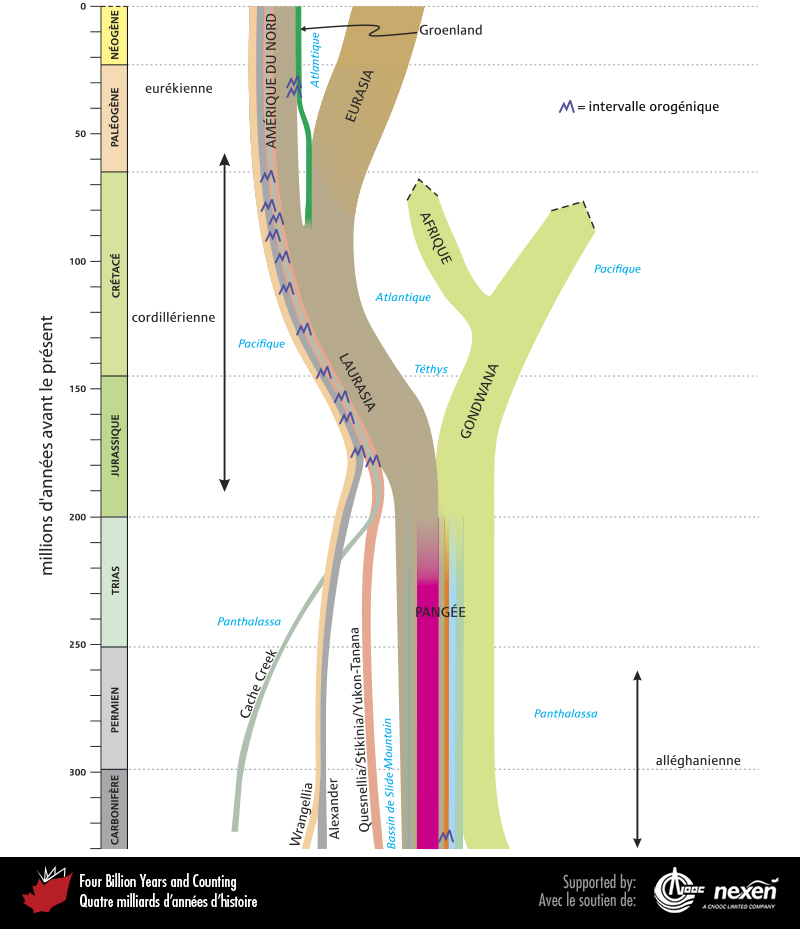 millions d'années avant le présent
0
50
100
150
200
250
300
NÉOGÈNE
PALÉOGÈNE
CRÉTACÉ
JURASSIQUE
TRIAS
PERMIEN
CARBONIFÈRE
eurékienne
cordillérienne
AMÉRIQUE DU NORD
Atlantique
Groenland
EURASIA
= intervalle orogénique
AFRIQUE
Pacifique
Atlantique
Pacifique
LAURASIA
Téthys
GONDWANA
PANGÉE
Panthalassa
Cache Creek
Wrangellia
Alexander
Quesnellia/Stikinia/Yukon-Tanana
Bassin de Slide Mountain
Panthalassa
alléghanienne
Four Billion Years and Counting
Quatre milliards d'années d'histoire
Supported by:
Avec le soutien de:
CNOOC
nexen
A CNOOC LIMITED COMPANY